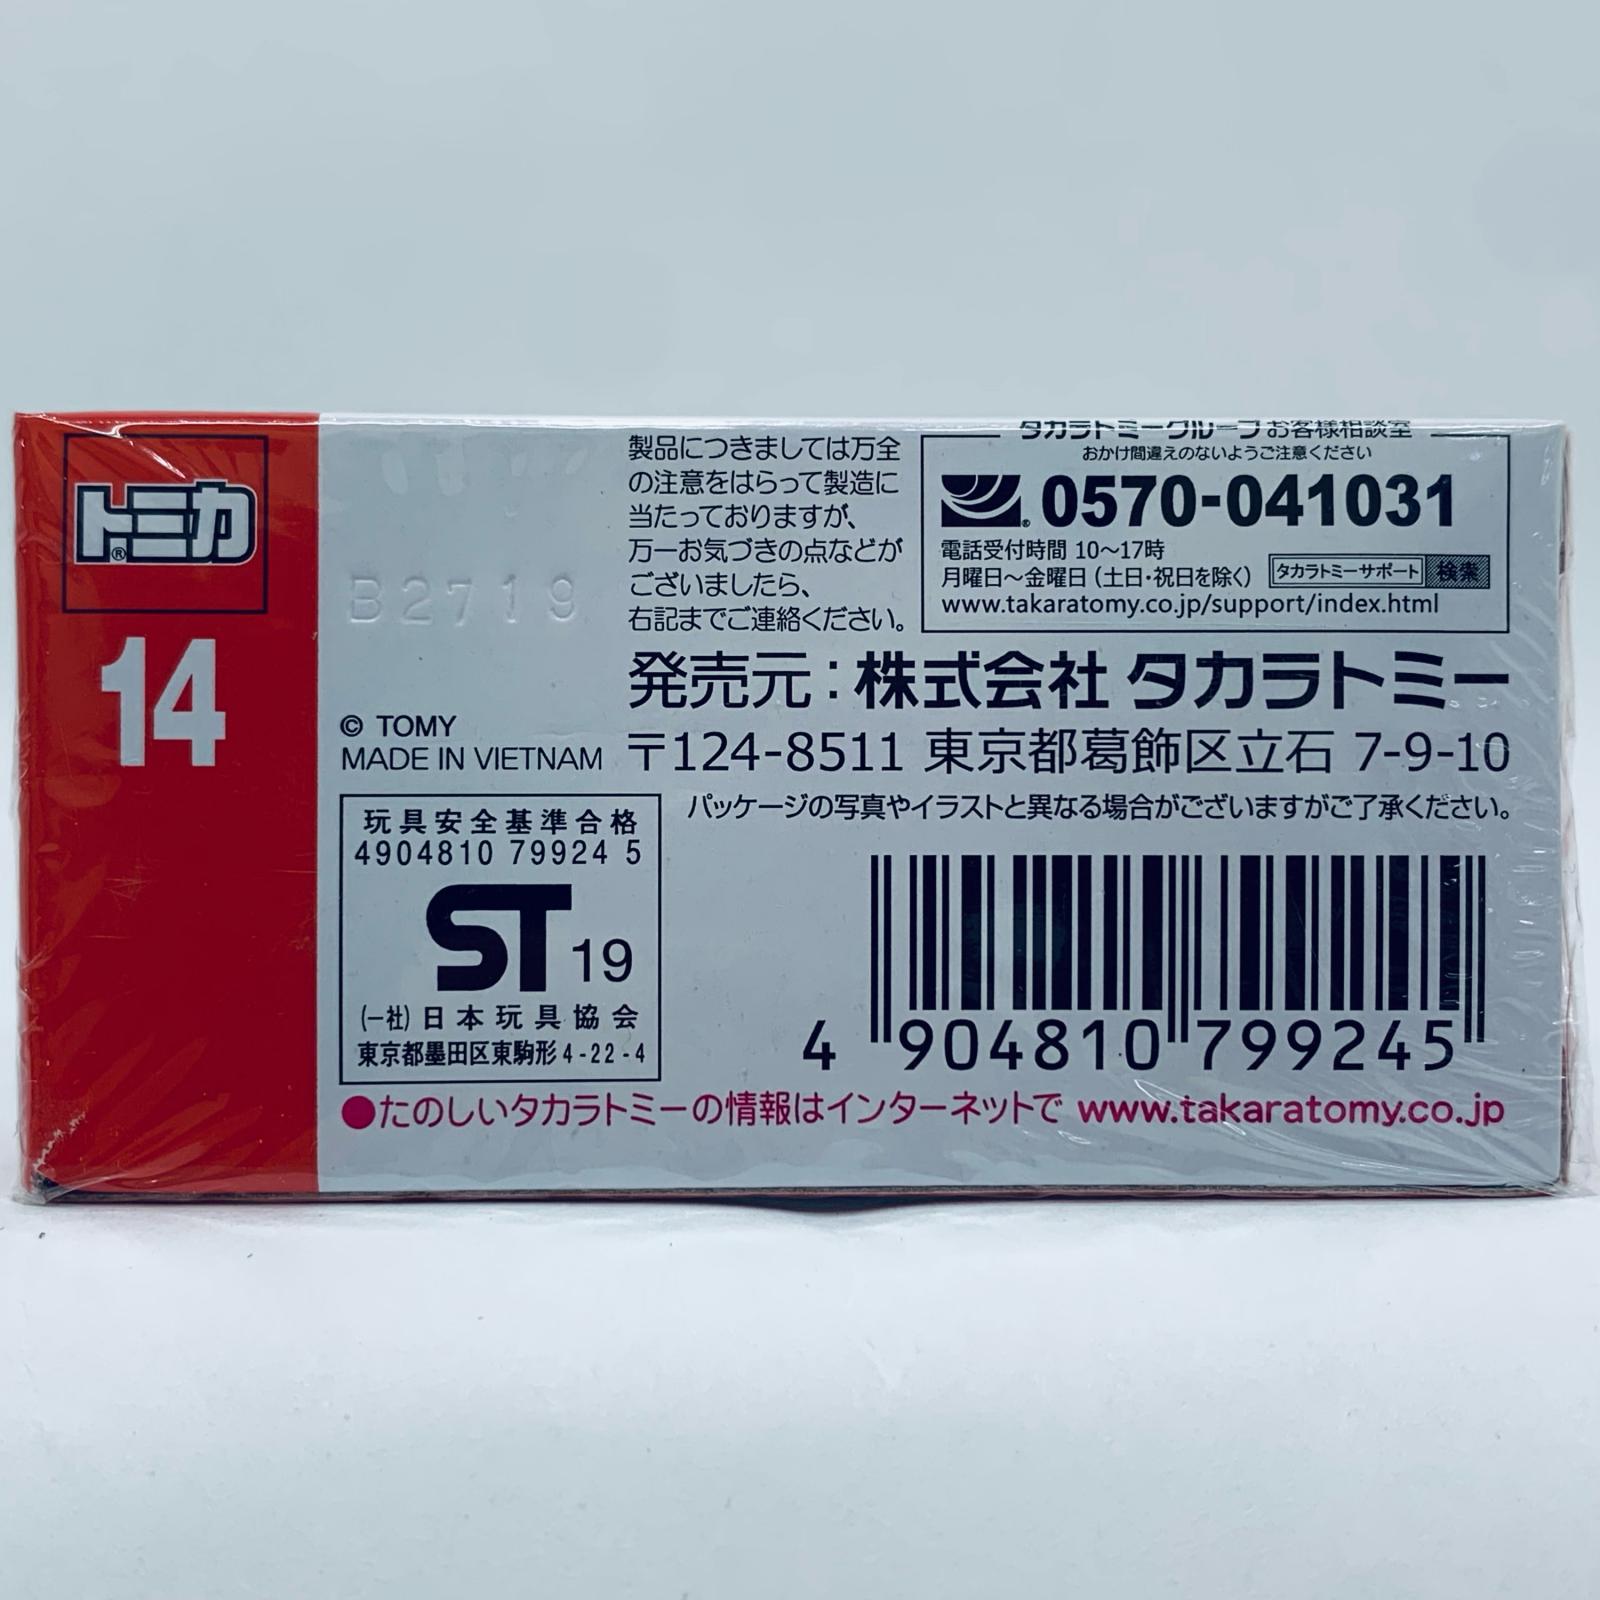 トミカ®
14
B2719
© TOMY
MADE IN VIETNAM
製品につきましては万全
の注意をはらって製造に
当たっておりますが、
万一お気づきの点などが
ございましたら、
右記までご連絡ください。
タカラトミーグループお客様相談室
おかけ間違えのないようご注意ください
0570-041031
電話受付時間 10〜17時
月曜日〜金曜日(土日・祝日を除く) タカラトミーサポート 検索
www.takaratomy.co.jp/support/index.html
発売元:株式会社 タカラトミー
〒124-8511 東京都葛飾区立石 7-9-10
パッケージの写真やイラストと異なる場合がございますがご了承ください。
玩具安全基準合格
4904810 79924 5
ST 19
(一社)日本玩具協会
東京都墨田区東駒形4-22-4
4 904810 799245
●たのしいタカラトミーの情報はインターネットで www.takaratomy.co.jp